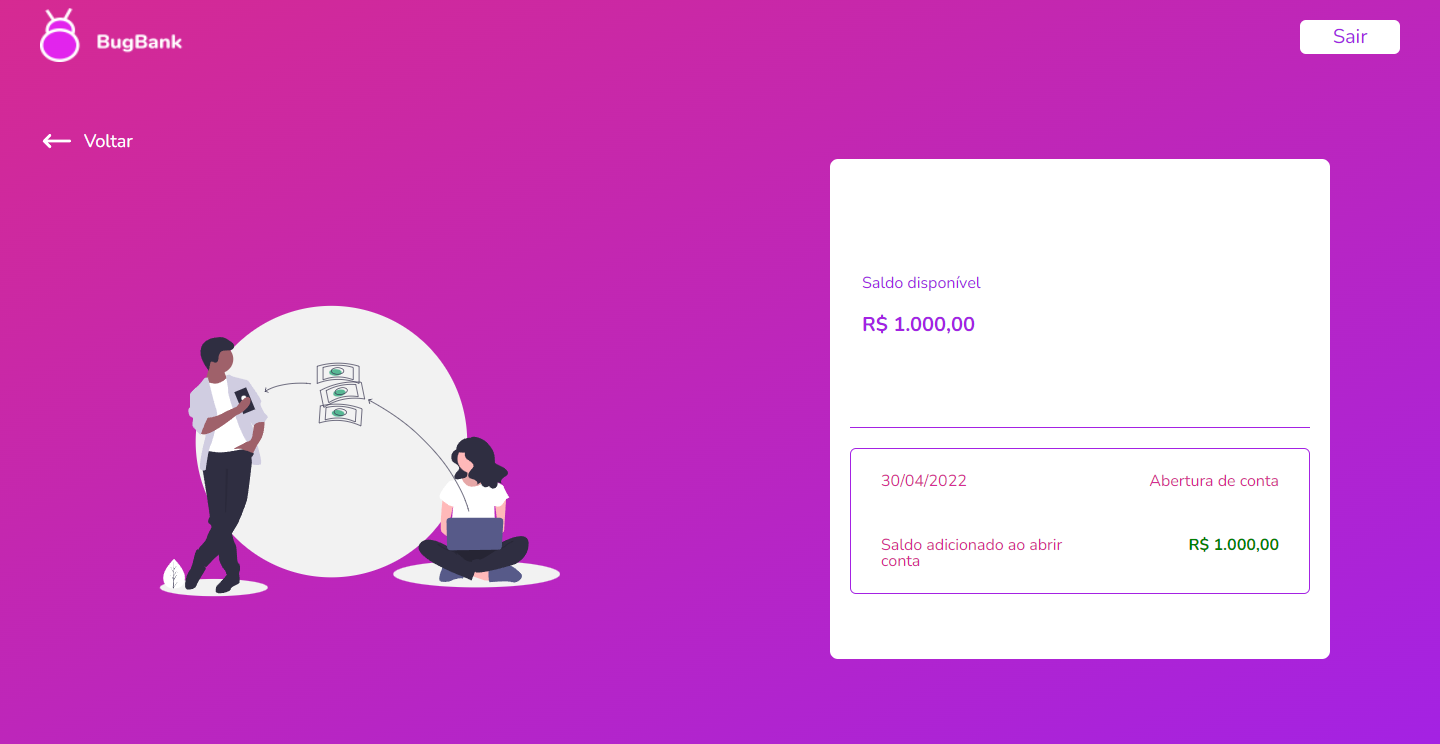 BugBank
Sair
Voltar
Saldo disponível
R$ 1.000,00
30/04/2022
Abertura de conta
Saldo adicionado ao abrir
conta
R$ 1.000,00